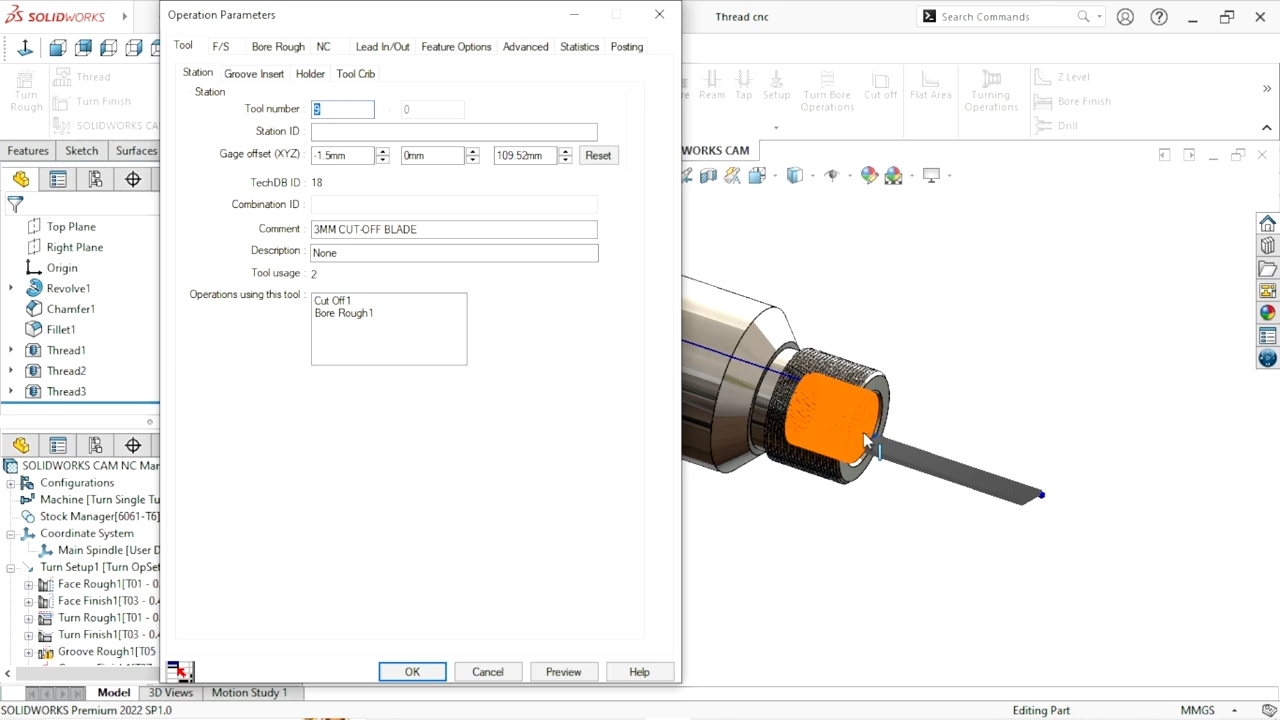 SOLIDWORKS
Operation Parameters
Thread cnc
Search Commands
Tool
F/S
Bore Rough
NC
Lead In/Out
Feature Options
Advanced
Statistics
Posting
Station
Groove Insert
Holder
Tool Crib
Turn Rough
Thread
Turn Finish
SOLIDWORKS CA
Ream
Tap
Setup
Turn Bore Operations
Cut off
Flat Area
Turning Operations
Z Level
Bore Finish
Drill
Features
Sketch
Surfaces
WORKS CAM
Station
Tool number : 9 0
Station ID :
Gage offset (XYZ) : -1.5mm 0mm 109.52mm Reset
TechDB ID : 18
Combination ID :
Comment : 3MM CUT-OFF BLADE
Description : None
Tool usage : 2
Operations using this tool :
Cut Off1
Bore Rough1
Top Plane
Right Plane
Origin
Revolve1
Chamfer1
Fillet1
Thread1
Thread2
Thread3
SOLIDWORKS CAM NC Mar
Configurations
Machine [Turn Single Tu
Stock Manager[6061-T6]
Coordinate System
Main Spindle [User D
Turn Setup1 [Turn OpSet
Face Rough1[T01 - 0.
Face Finish1[T03 - 0.4
Turn Rough1[T01 - 0.
Turn Finish1[T03 - 0.4
Groove Rough1[T05
OK
Cancel
Preview
Help
Model
3D Views
Motion Study 1
SOLIDWORKS Premium 2022 SP1.0
Editing Part
MMGS